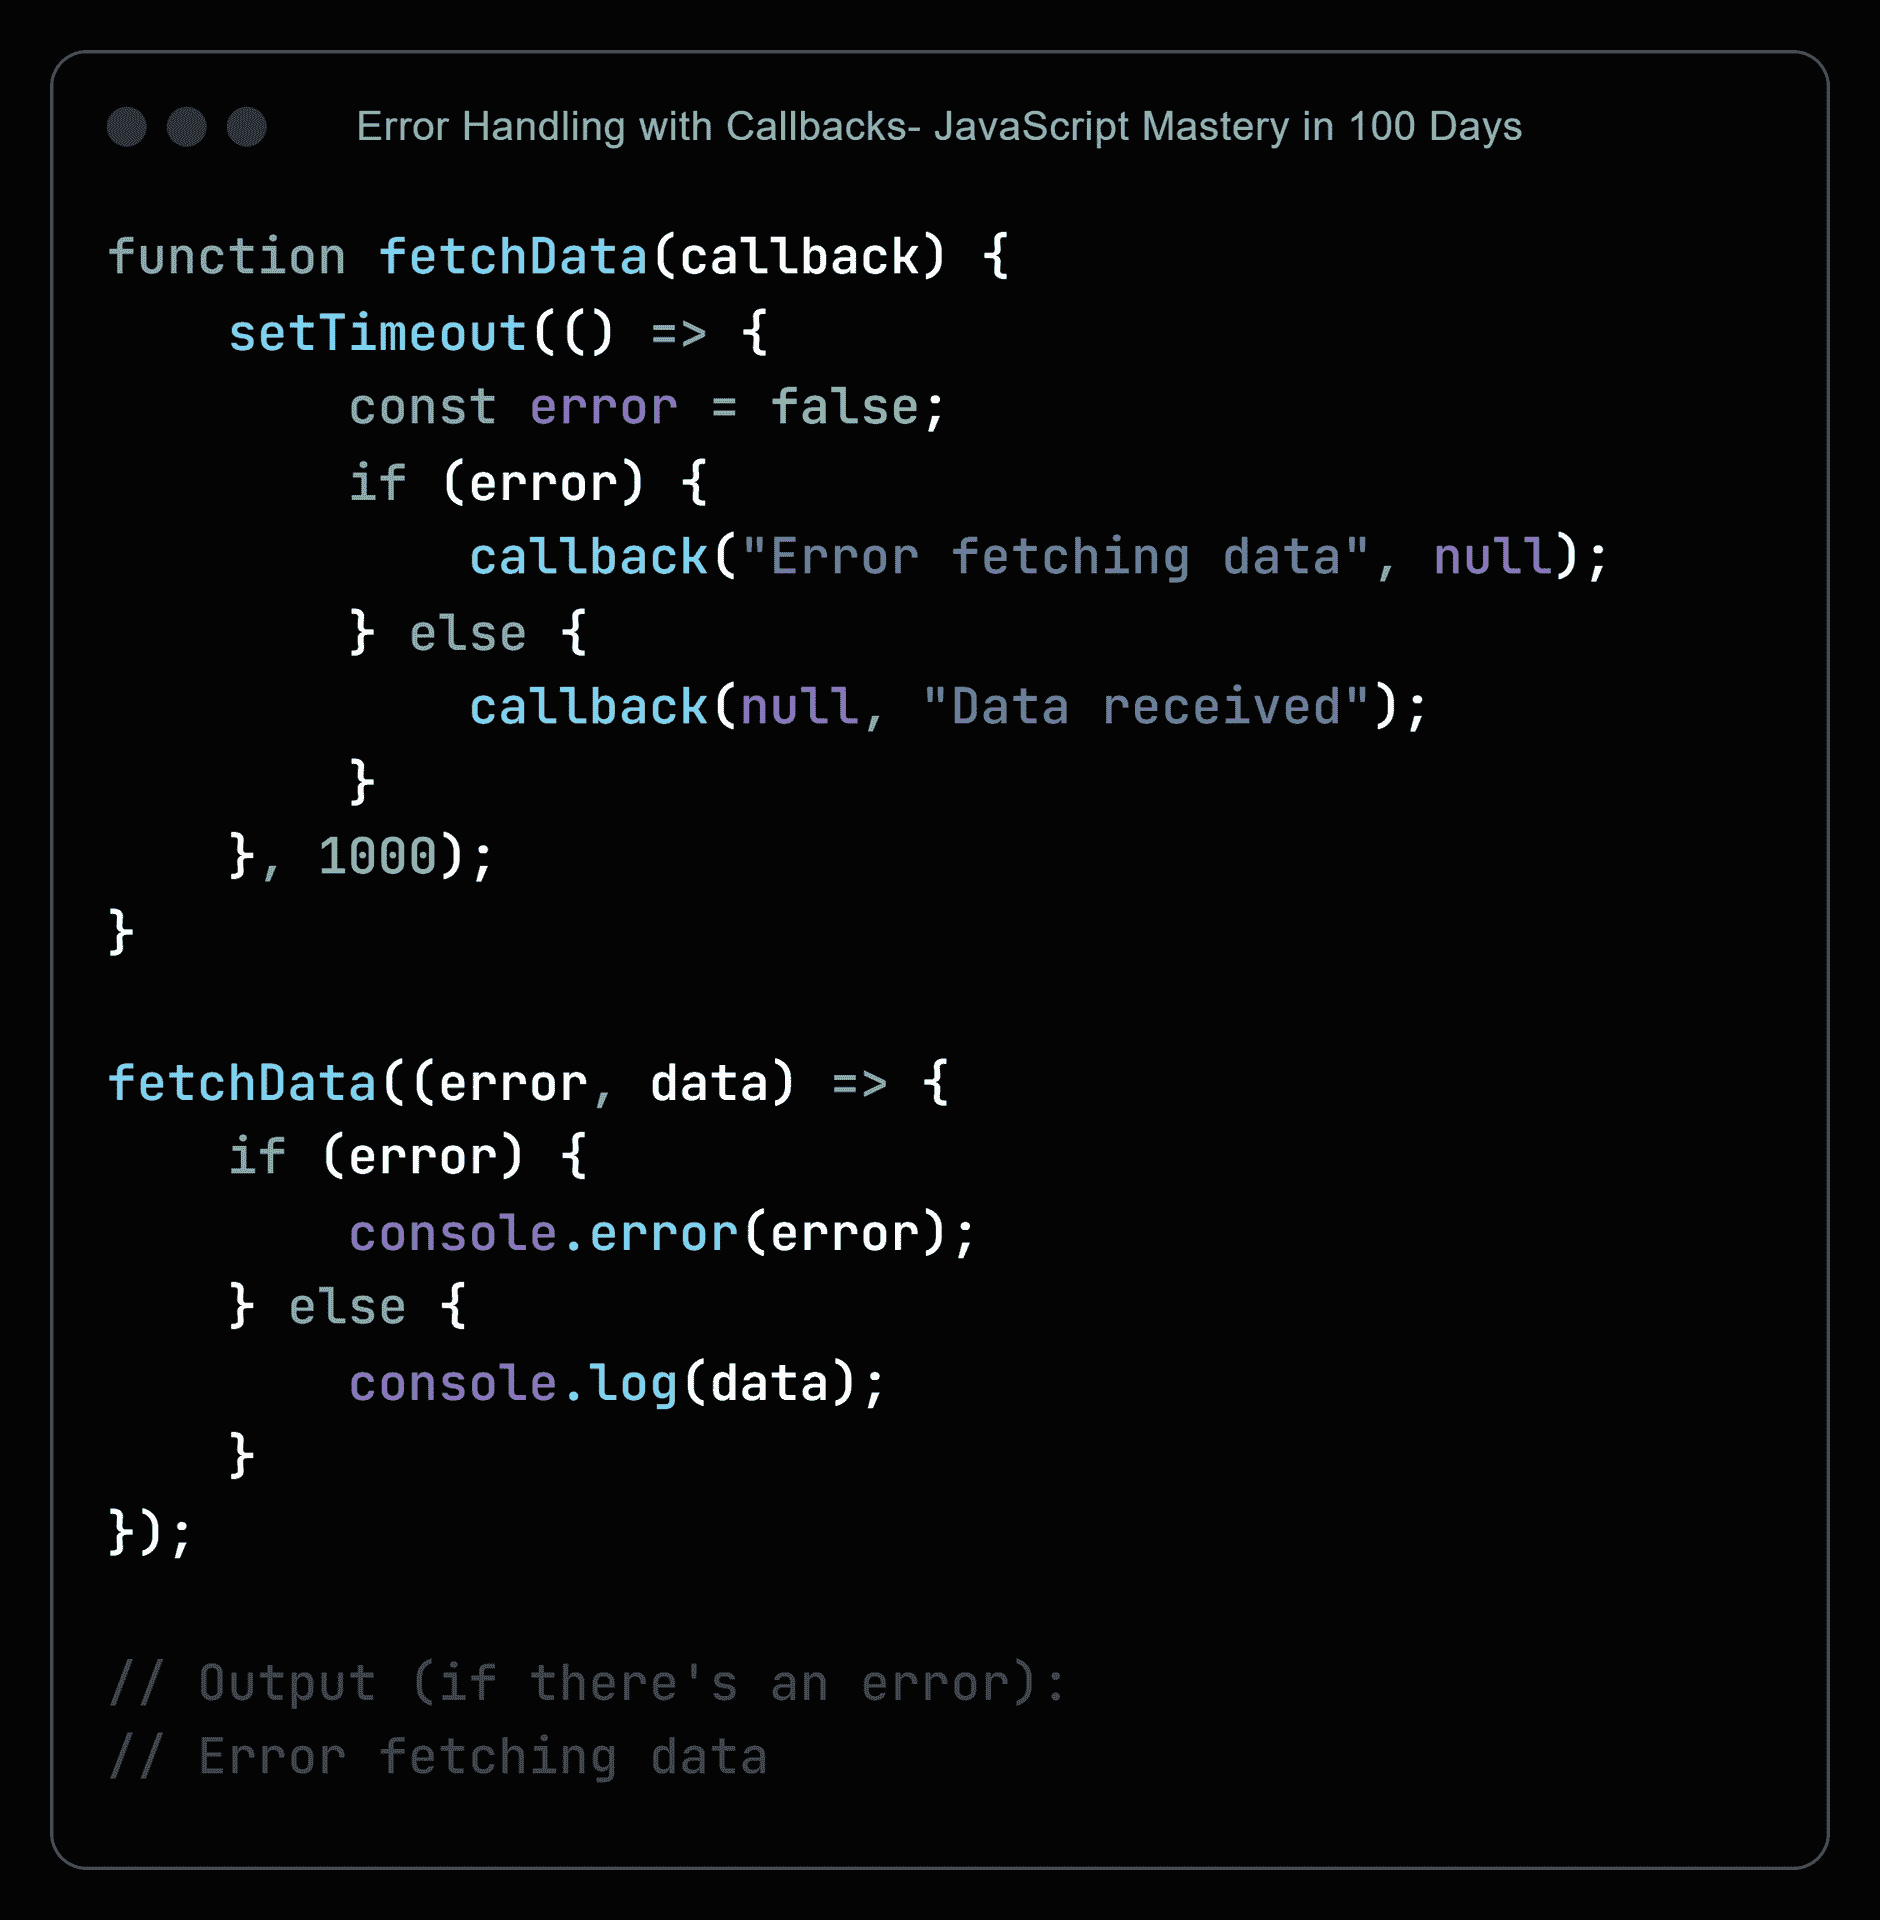 Error Handling with Callbacks- JavaScript Mastery in 100 Days
function fetchData(callback) {
    setTimeout(() => {
        const error = false;
        if (error) {
            callback("Error fetching data", null);
        } else {
            callback(null, "Data received");
        }
    }, 1000);
}

fetchData((error, data) => {
    if (error) {
        console.error(error);
    } else {
        console.log(data);
    }
});

// Output (if there's an error):
// Error fetching data